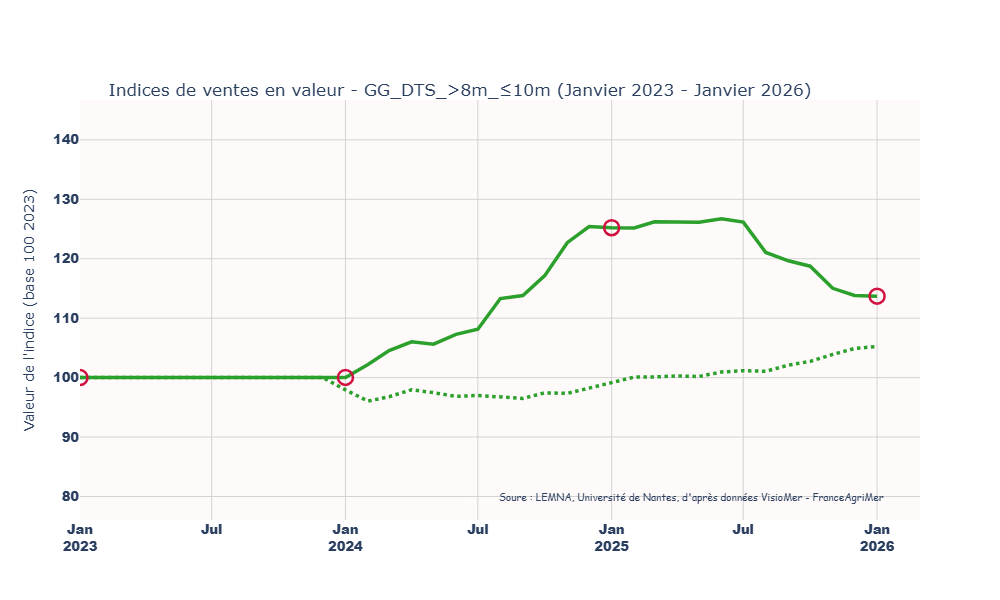 Indices de ventes en valeur - GG_DTS_>8m_≤10m (Janvier 2023 - Janvier 2026)
Valeur de l'indice (base 100 2023)
140
130
120
110
100
90
80
Soure : LEMNA, Université de Nantes, d'après données VisioMer - FranceAgriMer
Jan Jul Jan Jul Jan Jul Jan
2023 2024 2025 2026